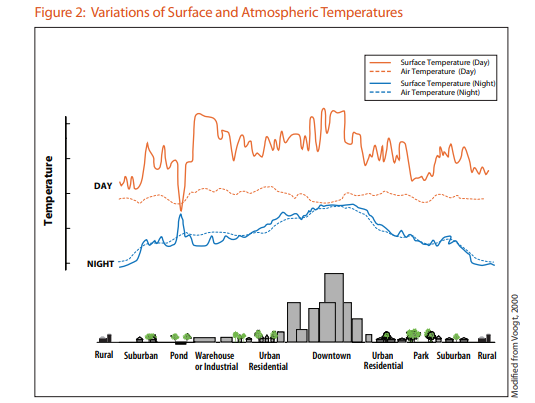 Figure 2: Variations of Surface and Atmospheric Temperatures
Surface Temperature (Day)
Air Temperature (Day)
Surface Temperature (Night)
Air Temperature (Night)
Temperature
DAY
NIGHT
Rural
Suburban
Pond
Warehouse
or Industrial
Urban
Residential
Downtown
Urban
Residential
Park
Suburban
Rural
Modified from Voogt, 2000